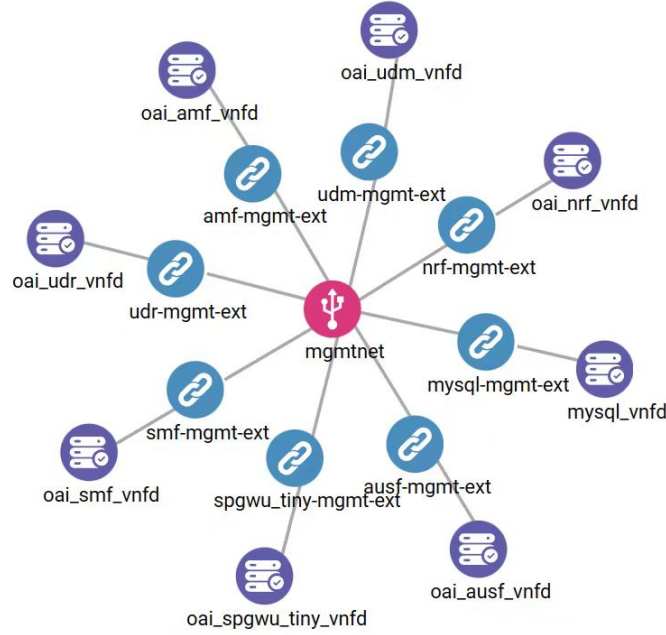 oai_udm_vnfd
oai_amf_vnfd
udm-mgmt-ext
oai_nrf_vnfd
amf-mgmt-ext
nrf-mgmt-ext
oai_udr_vnfd
udr-mgmt-ext
mgmtnet
mysql-mgmt-ext
mysql_vnfd
smf-mgmt-ext
oai_smf_vnfd
spgwu_tiny-mgmt-ext
ausf-mgmt-ext
oai_ausf_vnfd
oai_spgwu_tiny_vnfd